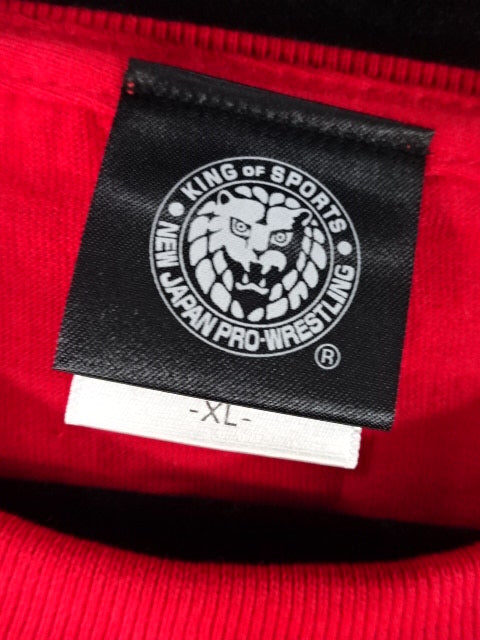 KING OF SPORTS
NEW JAPAN PRO-WRESTLING
®
-XL-